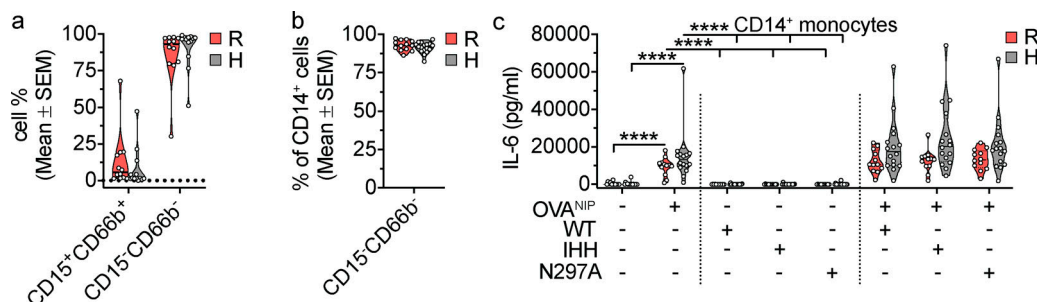 a
cell %
(Mean ± SEM)
100
75
50
25
0
CD15+CD66b+
CD15-CD66b-
R
H
b
% of CD14+ cells
(Mean ± SEM)
100
75
50
25
0
CD15-CD66b-
R
H
c
**** CD14+ monocytes
****
****
****
IL-6 (pg/ml)
80000
60000
40000
20000
0
R
H
OVANIP - + - - - + + +
WT - - + - - + - -
IHH - - - + - - + -
N297A - - - - + - - +